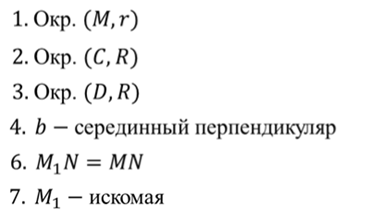 1. Окр. (M, r)
2. Окр. (C, R)
3. Окр. (D, R)
4. b − серединный перпендикуляр
6. M₁N = MN
7. M₁ − искомая